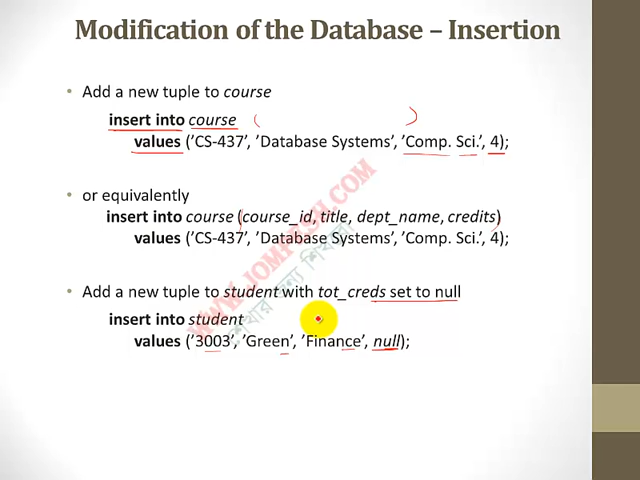 Modification of the Database – Insertion
• Add a new tuple to course
insert into course ( )
values ('CS-437', 'Database Systems', 'Comp. Sci.', 4);
• or equivalently
insert into course (course_id, title, dept_name, credits)
values ('CS-437', 'Database Systems', 'Comp. Sci.', 4);
• Add a new tuple to student with tot_creds set to null
insert into student
values ('3003', 'Green', 'Finance', null);
WWW.JOMPESH.COM
শেখার জন্য শিখি